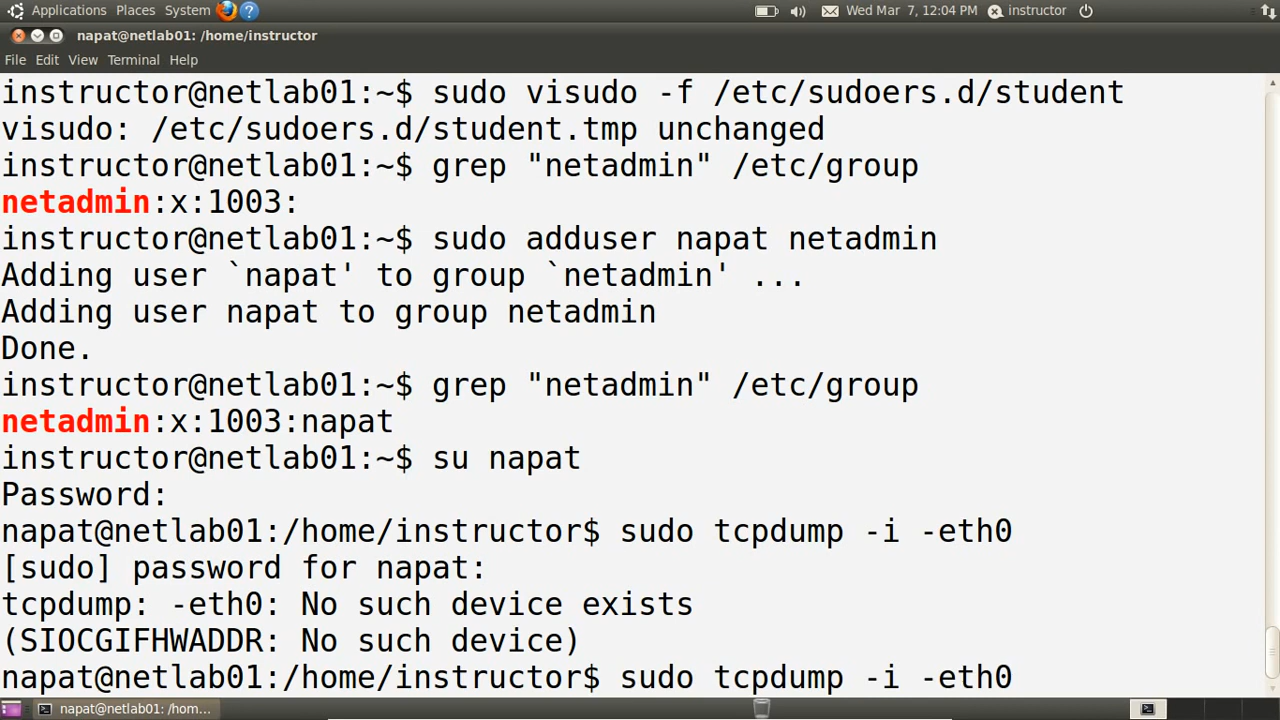 Applications Places System Wed Mar 7, 12:04 PM instructor
napat@netlab01: /home/instructor
File Edit View Terminal Help
instructor@netlab01:~$ sudo visudo -f /etc/sudoers.d/student
visudo: /etc/sudoers.d/student.tmp unchanged
instructor@netlab01:~$ grep "netadmin" /etc/group
netadmin:x:1003:
instructor@netlab01:~$ sudo adduser napat netadmin
Adding user `napat' to group `netadmin' ...
Adding user napat to group netadmin
Done.
instructor@netlab01:~$ grep "netadmin" /etc/group
netadmin:x:1003:napat
instructor@netlab01:~$ su napat
Password:
napat@netlab01:/home/instructor$ sudo tcpdump -i -eth0
[sudo] password for napat:
tcpdump: -eth0: No such device exists
(SIOCGIFHWADDR: No such device)
napat@netlab01:/home/instructor$ sudo tcpdump -i -eth0
napat@netlab01: /hom...